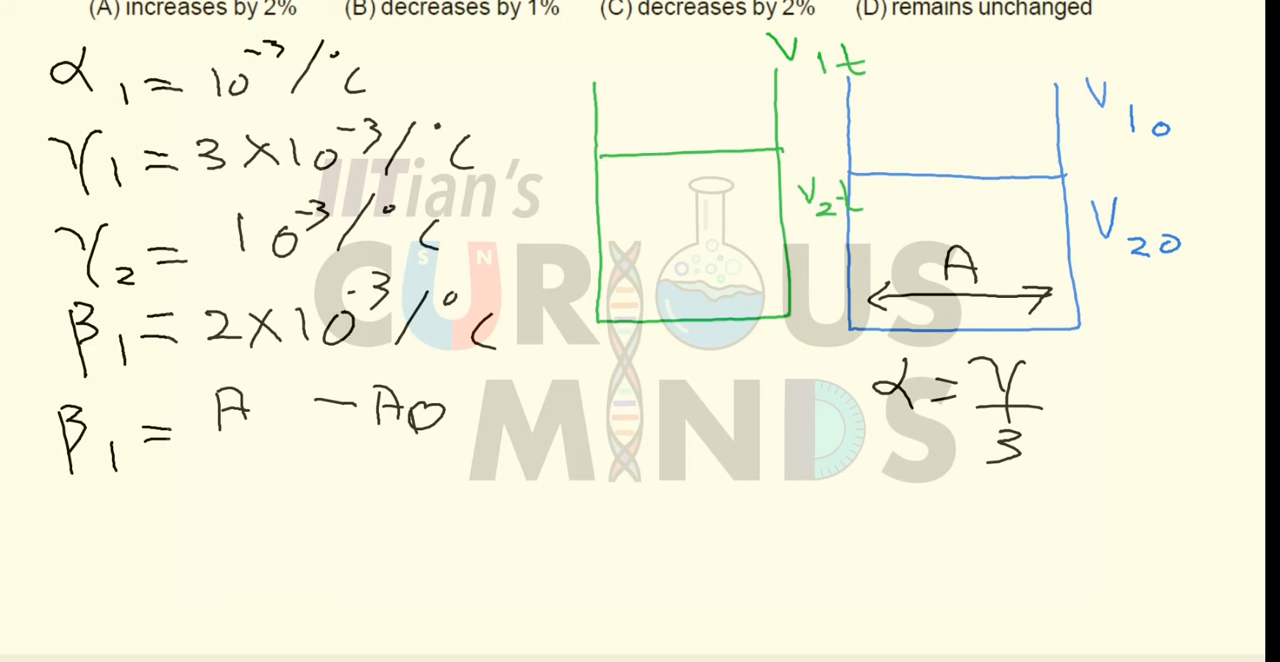 (A) increases by 2% (B) decreases by 1% (C) decreases by 2% (D) remains unchanged
α₁ = 10⁻³/°C
V₁t
V₁₀
γ₁ = 3 × 10⁻³/°C
IITian's
V₂t
γ₂ = 10⁻³/°C
V₂₀
S N
CURIOUS
A
β₁ = 2 × 10⁻³/°C
β₁ = A - A₀
α = γ/3
MINDS